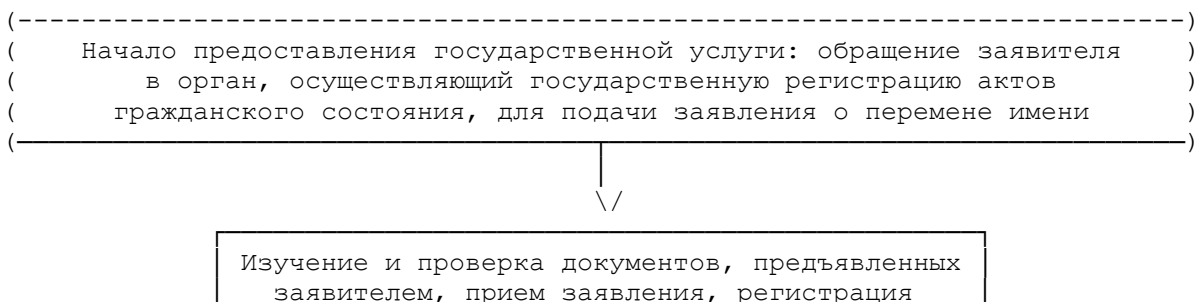 Начало предоставления государственной услуги: обращение заявителя
в орган, осуществляющий государственную регистрацию актов
гражданского состояния, для подачи заявления о перемене имени
Изучение и проверка документов, предъявленных
заявителем, прием заявления, регистрация